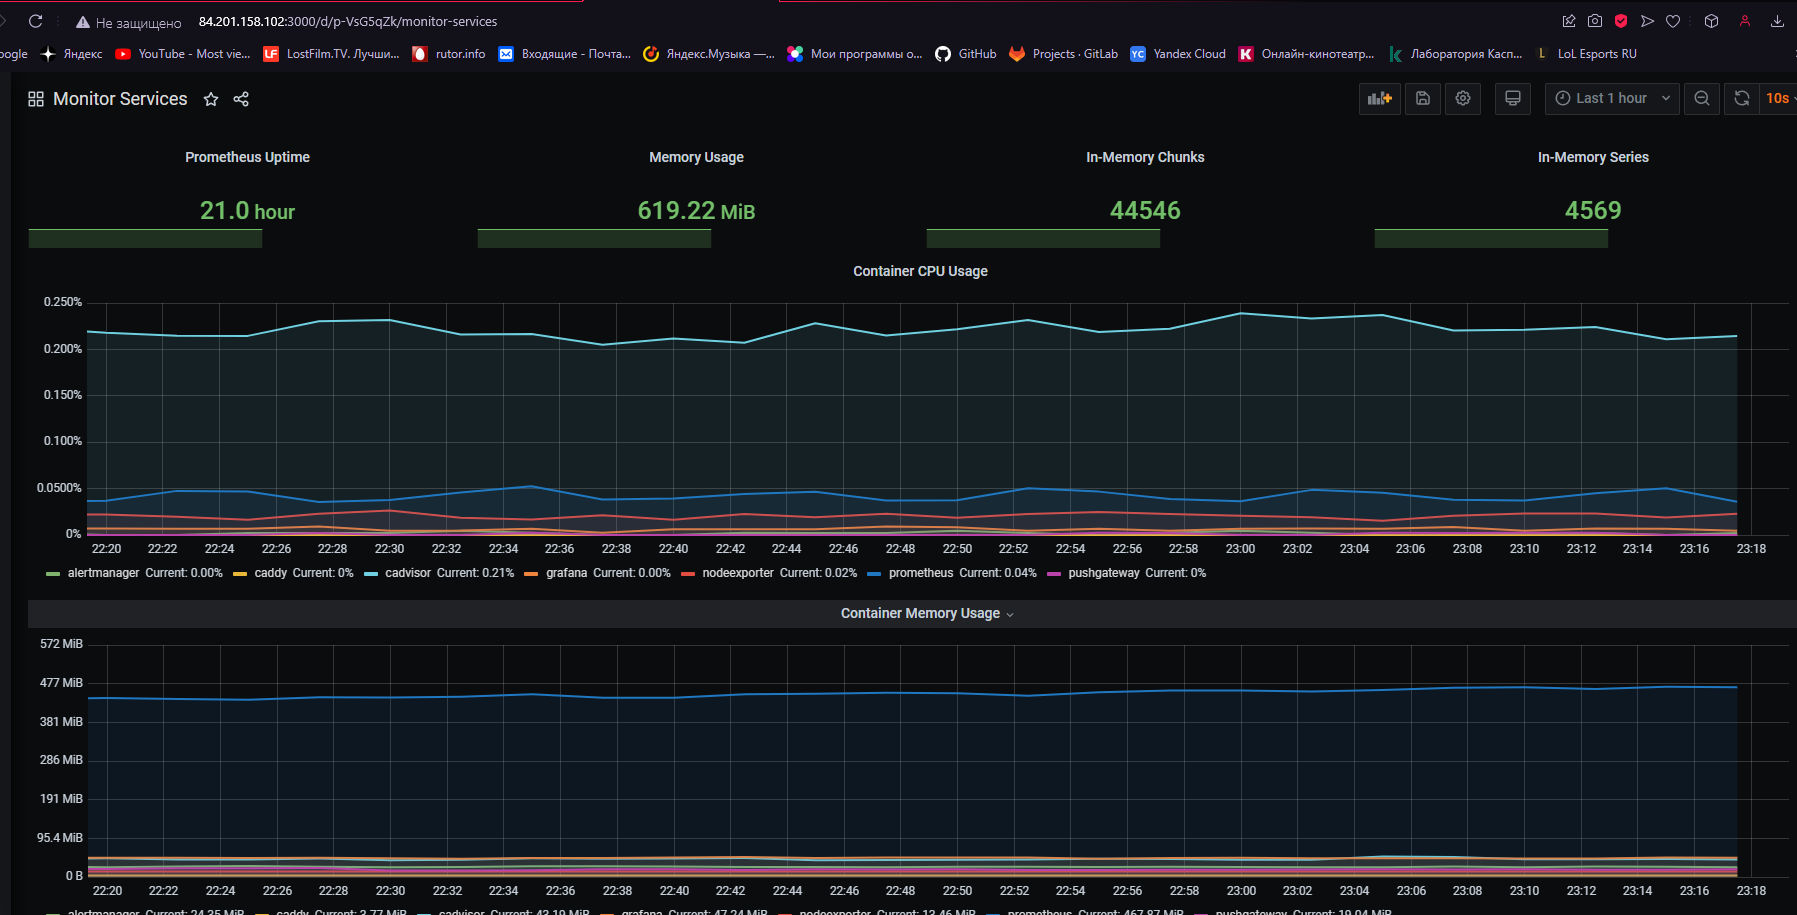 Не защищено 84.201.158.102:3000/d/p-VsG5qZk/monitor-services
oogle Яндекс YouTube - Most vie... LF LostFilm.TV. Лучши... rutor.info Входящие - Почта... Яндекс.Музыка —... Мои программы о... GitHub Projects · GitLab YC Yandex Cloud K Онлайн-кинотеатр... Лаборатория Касп... L LoL Esports RU
Monitor Services Last 1 hour 10s
Prometheus Uptime Memory Usage In-Memory Chunks In-Memory Series
21.0 hour 619.22 MiB 44546 4569
Container CPU Usage
0.250%
0.200%
0.150%
0.100%
0.0500%
0%
22:20 22:22 22:24 22:26 22:28 22:30 22:32 22:34 22:36 22:38 22:40 22:42 22:44 22:46 22:48 22:50 22:52 22:54 22:56 22:58 23:00 23:02 23:04 23:06 23:08 23:10 23:12 23:14 23:16 23:18
alertmanager Current: 0.00% caddy Current: 0% cadvisor Current: 0.21% grafana Current: 0.00% nodeexporter Current: 0.02% prometheus Current: 0.04% pushgateway Current: 0%
Container Memory Usage
572 MiB
477 MiB
381 MiB
286 MiB
191 MiB
95.4 MiB
0 B
22:20 22:22 22:24 22:26 22:28 22:30 22:32 22:34 22:36 22:38 22:40 22:42 22:44 22:46 22:48 22:50 22:52 22:54 22:56 22:58 23:00 23:02 23:04 23:06 23:08 23:10 23:12 23:14 23:16 23:18
alertmanager Current: 24.35 MiB caddy Current: 3.77 MiB cadvisor Current: 43.19 MiB grafana Current: 47.24 MiB nodeexporter Current: 13.46 MiB prometheus Current: 467.87 MiB pushgateway Current: 19.04 MiB